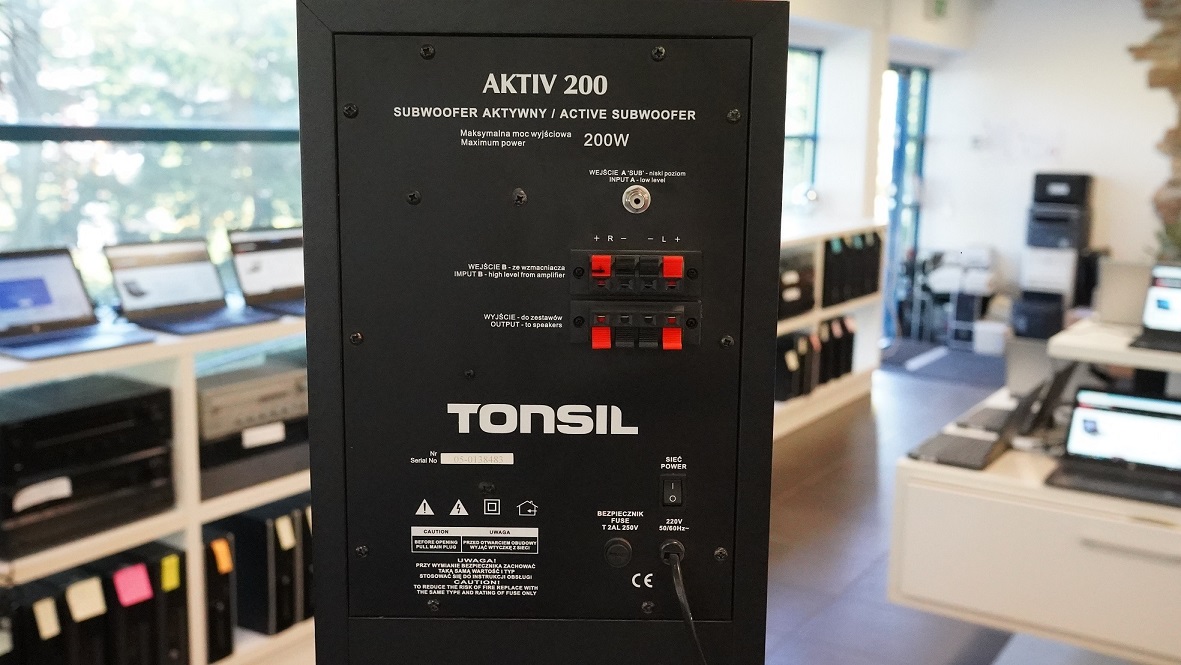 AKTIV 200
SUBWOOFER AKTYWNY / ACTIVE SUBWOOFER
Maksymalna moc wyjściowa
Maximum power
200W
WEJŚCIE A 'SUB' - niski poziom
INPUT A - low level
+ R − − L +
WEJŚCIE B - ze wzmacniacza
INPUT B - high level from amplifier
WYJŚCIE - do zestawów
OUTPUT - to speakers
TONSIL
Nr
Serial No
05-0138483
SIEĆ
POWER
I
O
BEZPIECZNIK
FUSE
T 2AL 250V
220V
50/60Hz~
CAUTION
UWAGA
BEFORE OPENING
PULL MAIN PLUG
PRZED OTWARCIEM OBUDOWY
WYJĄĆ WTYCZKĘ Z SIECI
UWAGA!
PRZY WYMIANIE BEZPIECZNIKA ZACHOWAĆ
TAKĄ SAMĄ WARTOŚĆ I TYP
STOSOWAĆ SIĘ DO INSTRUKCJI OBSŁUGI
CAUTION!
TO REDUCE THE RISK OF FIRE REPLACE WITH
THE SAME TYPE AND RATING OF FUSE ONLY
CE